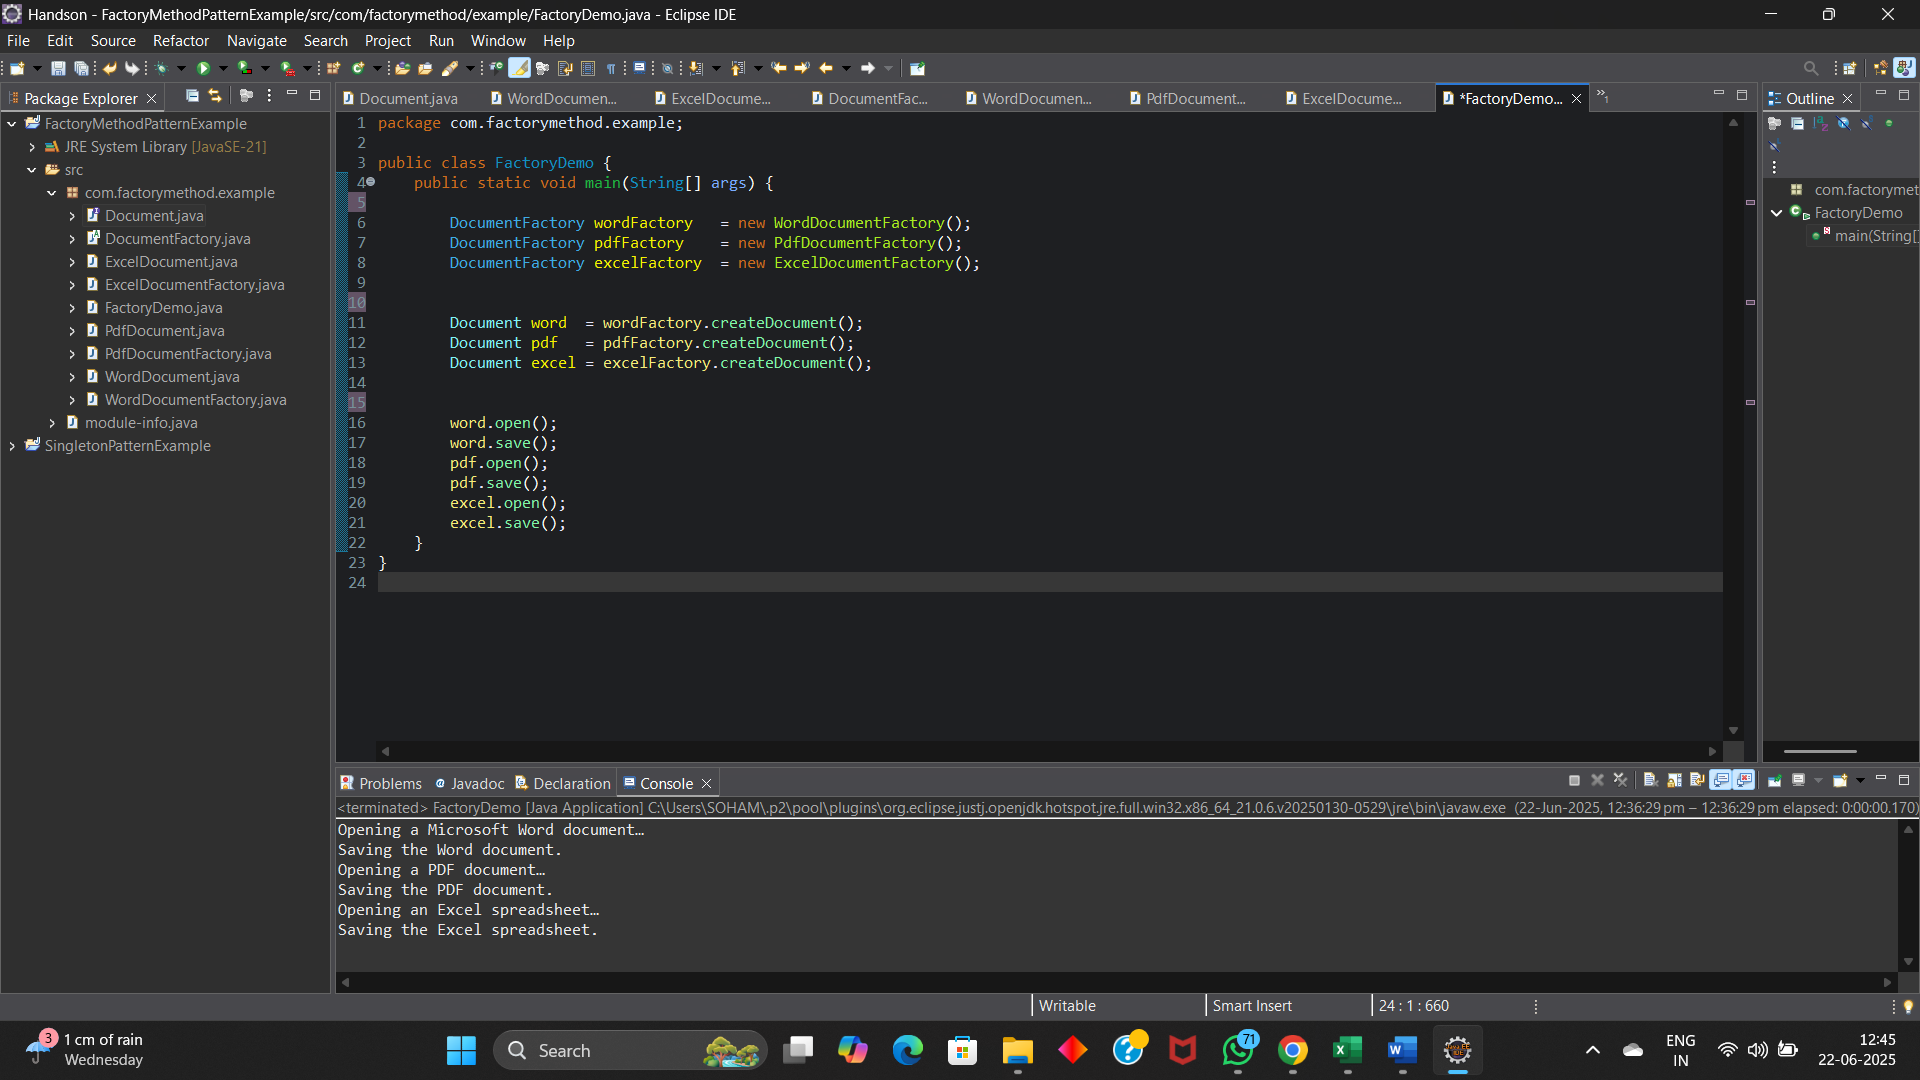 Handson - FactoryMethodPatternExample/src/com/factorymethod/example/FactoryDemo.java - Eclipse IDE
File Edit Source Refactor Navigate Search Project Run Window Help
Package Explorer
FactoryMethodPatternExample
JRE System Library [JavaSE-21]
src
com.factorymethod.example
Document.java
DocumentFactory.java
ExcelDocument.java
ExcelDocumentFactory.java
FactoryDemo.java
PdfDocument.java
PdfDocumentFactory.java
WordDocument.java
WordDocumentFactory.java
module-info.java
SingletonPatternExample
Document.java WordDocumen... ExcelDocume... DocumentFac... WordDocumen... PdfDocument... ExcelDocume... *FactoryDemo... »1
1 package com.factorymethod.example;
2
3 public class FactoryDemo {
4     public static void main(String[] args) {
5
6         DocumentFactory wordFactory   = new WordDocumentFactory();
7         DocumentFactory pdfFactory    = new PdfDocumentFactory();
8         DocumentFactory excelFactory  = new ExcelDocumentFactory();
9
10
11         Document word  = wordFactory.createDocument();
12         Document pdf   = pdfFactory.createDocument();
13         Document excel = excelFactory.createDocument();
14
15
16         word.open();
17         word.save();
18         pdf.open();
19         pdf.save();
20         excel.open();
21         excel.save();
22     }
23 }
24
Outline
com.factorymet
FactoryDemo
main(String[]
Problems Javadoc Declaration Console
<terminated> FactoryDemo [Java Application] C:\Users\SOHAM\.p2\pool\plugins\org.eclipse.justj.openjdk.hotspot.jre.full.win32.x86_64_21.0.6.v20250130-0529\jre\bin\javaw.exe (22-Jun-2025, 12:36:29 pm – 12:36:29 pm elapsed: 0:00:00.170)
Opening a Microsoft Word document…
Saving the Word document.
Opening a PDF document…
Saving the PDF document.
Opening an Excel spreadsheet…
Saving the Excel spreadsheet.
Writable Smart Insert 24 : 1 : 660
3 1 cm of rain
Wednesday
Search
71
ENG
IN
12:45
22-06-2025